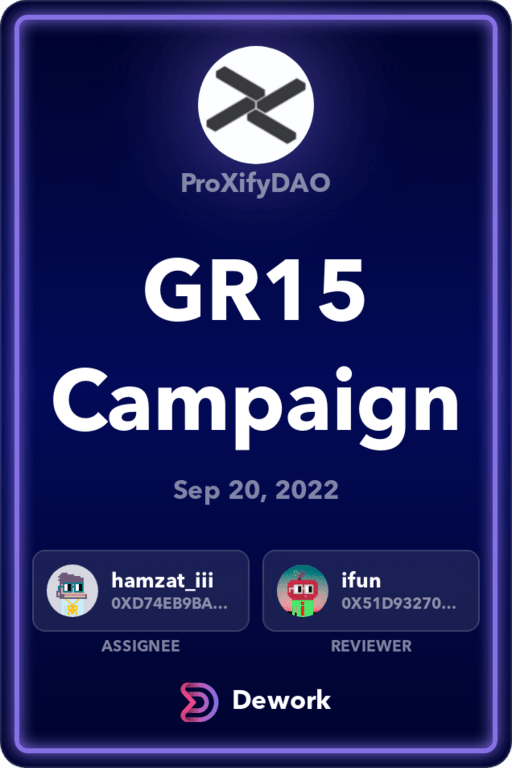 ProXifyDAO
GR15
Campaign
Sep 20, 2022
hamzat_iii
0XD74EB9BA...
ASSIGNEE
ifun
0X51D93270...
REVIEWER
Dework